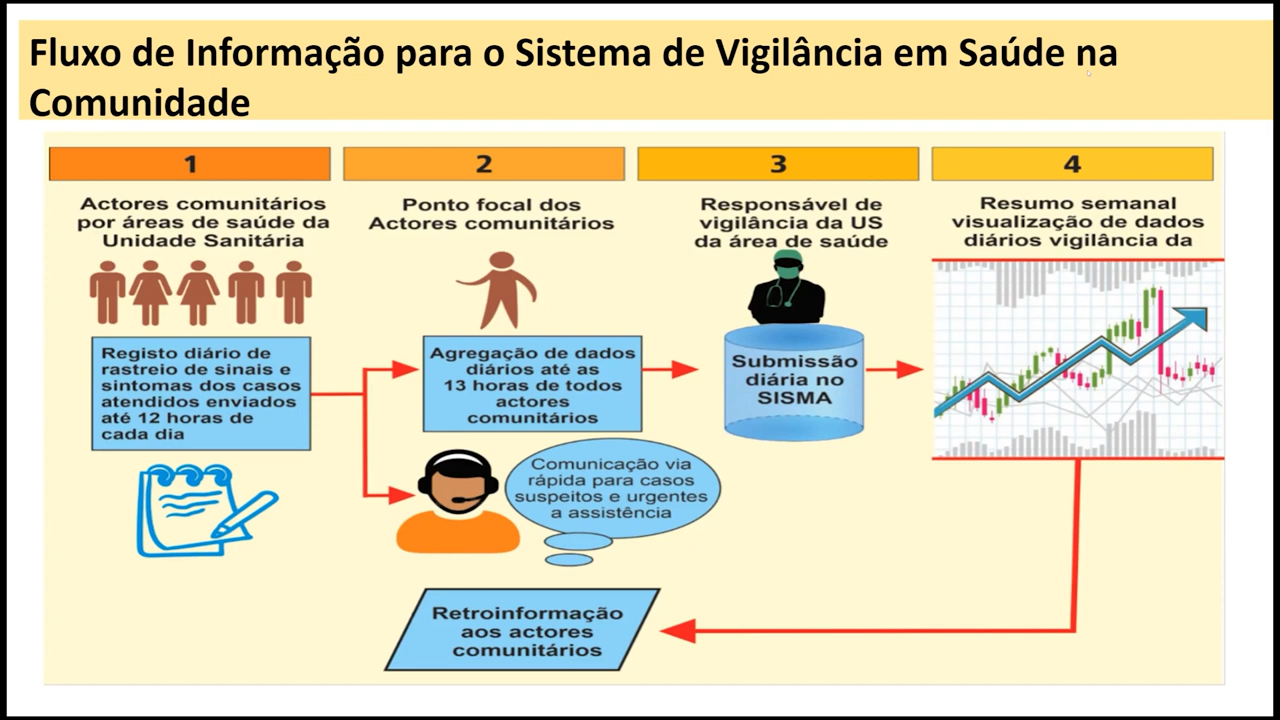 Fluxo de Informação para o Sistema de Vigilância em Saúde na
Comunidade
1
Actores comunitários
por áreas de saúde da
Unidade Sanitária
Registo diário de
rastreio de sinais e
sintomas dos casos
atendidos enviados
até 12 horas de
cada dia
2
Ponto focal dos
Actores comunitários
Agregação de dados
diários até as
13 horas de todos
actores
comunitários
Comunicação via
rápida para casos
suspeitos e urgentes
a assistência
3
Responsável de
vigilância da US
da área de saúde
Submissão
diária no
SISMA
4
Resumo semanal
visualização de dados
diários vigilância da
Retroinformação
aos actores
comunitários